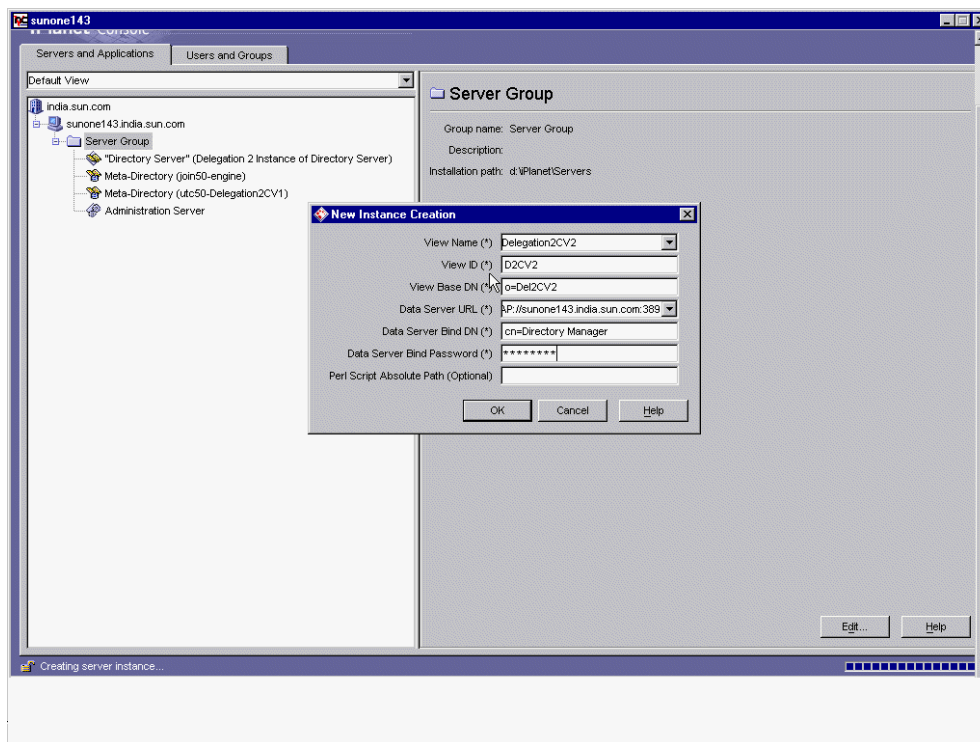 sunone143
iPlanet Console
Servers and Applications
Users and Groups
Default View
india.sun.com
sunone143.india.sun.com
Server Group
"Directory Server" (Delegation 2 Instance of Directory Server)
Meta-Directory (join50-engine)
Meta-Directory (utc50-Delegation2CV1)
Administration Server
Server Group
Group name: Server Group
Description:
Installation path: d:\iPlanet\Servers
New Instance Creation
View Name (*) Delegation2CV2
View ID (*) D2CV2
View Base DN (*) o=Del2CV2
Data Server URL (*) AP://sunone143.india.sun.com:389
Data Server Bind DN (*) cn=Directory Manager
Data Server Bind Password (*) ********
Perl Script Absolute Path (Optional)
OK Cancel Help
Edit... Help
Creating server instance...